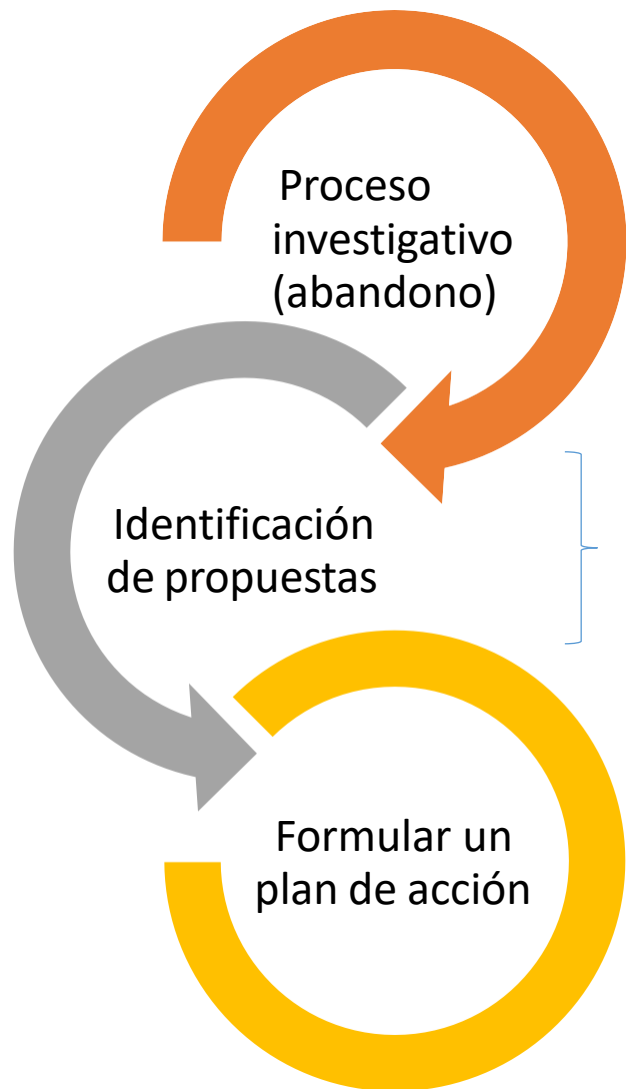 Proceso
investigativo
(abandono)
Identificación
de propuestas
Formular un
plan de acción